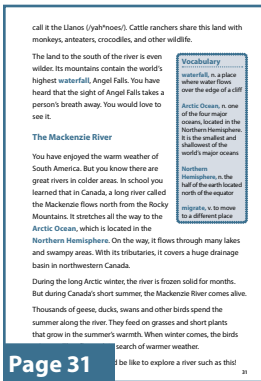 call it the Llanos (/yah*noes/). Cattle ranchers share this land with
monkeys, anteaters, crocodiles, and other wildlife.
The land to the south of the river is even
wilder. Its mountains contain the world's
highest waterfall, Angel Falls. You have
heard that the sight of Angel Falls takes a
person's breath away. You would love to
see it.
Vocabulary
waterfall, n. a place
where water flows
over the edge of a cliff
Arctic Ocean, n. one
of the four major
oceans, located in the
Northern Hemisphere.
It is the smallest and
shallowest of the
world's major oceans
Northern
Hemisphere, n. the
half of the earth located
north of the equator
migrate, v. to move
to a different place
The Mackenzie River
You have enjoyed the warm weather of
South America. But you know there are
great rivers in colder areas. In school you
learned that in Canada, a long river called
the Mackenzie flows north from the Rocky
Mountains. It stretches all the way to the
Arctic Ocean, which is located in the
Northern Hemisphere. On the way, it flows through many lakes
and swampy areas. With its tributaries, it covers a huge drainage
basin in northwestern Canada.
During the long Arctic winter, the river is frozen solid for months.
But during Canada's short summer, the Mackenzie River comes alive.
Thousands of geese, ducks, swans and other birds spend the
summer along the river. They feed on grasses and short plants
that grow in the summer's warmth. When winter comes, the birds
search of warmer weather.
d be like to explore a river such as this!
Page 31
31